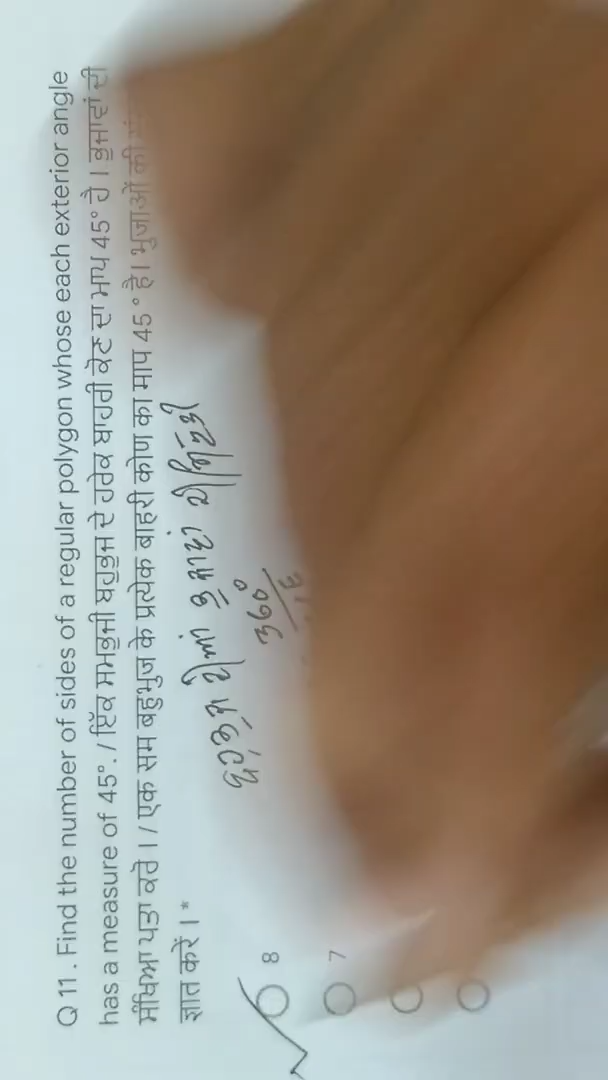 Q 11 . Find the number of sides of a regular polygon whose each exterior angle
has a measure of 45°. / ਇੱਕ ਸਮਭੁਜੀ ਬਹੁਭੁਜ ਦੇ ਹਰੇਕ ਬਾਹਰੀ ਕੋਣ ਦਾ ਮਾਪ 45° ਹੈ । ਭੁਜਾਵਾਂ ਦੀ
ਸੰਖਿਆ ਪਤਾ ਕਰੋ । / एक सम बहुभुज के प्रत्येक बाहरी कोण का माप 45° है। भुजाओं की
ज्ञात करें । *
ਬਹੁਭੁਜ ਦੀਆਂ ਭੁਜਾਵਾਂ ਦੀ ਗਿਣਤੀ
360°
8
7